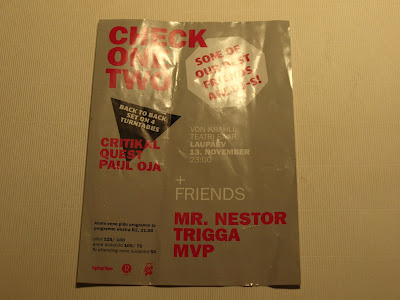 CHECK
ONE
TWO
SOME OF
OUR BEST
FRIENDS
ARE
BACK TO BACK
SET ON 4
TURNTABLES
CRITIKAL
QUEST
PAUL OJA
VON KRAHLI
TEATRI BAAR
LAUPÄEV
13. NOVEMBER
23:00
+
FRIENDS
MR. NESTOR
TRIGGA
MVP